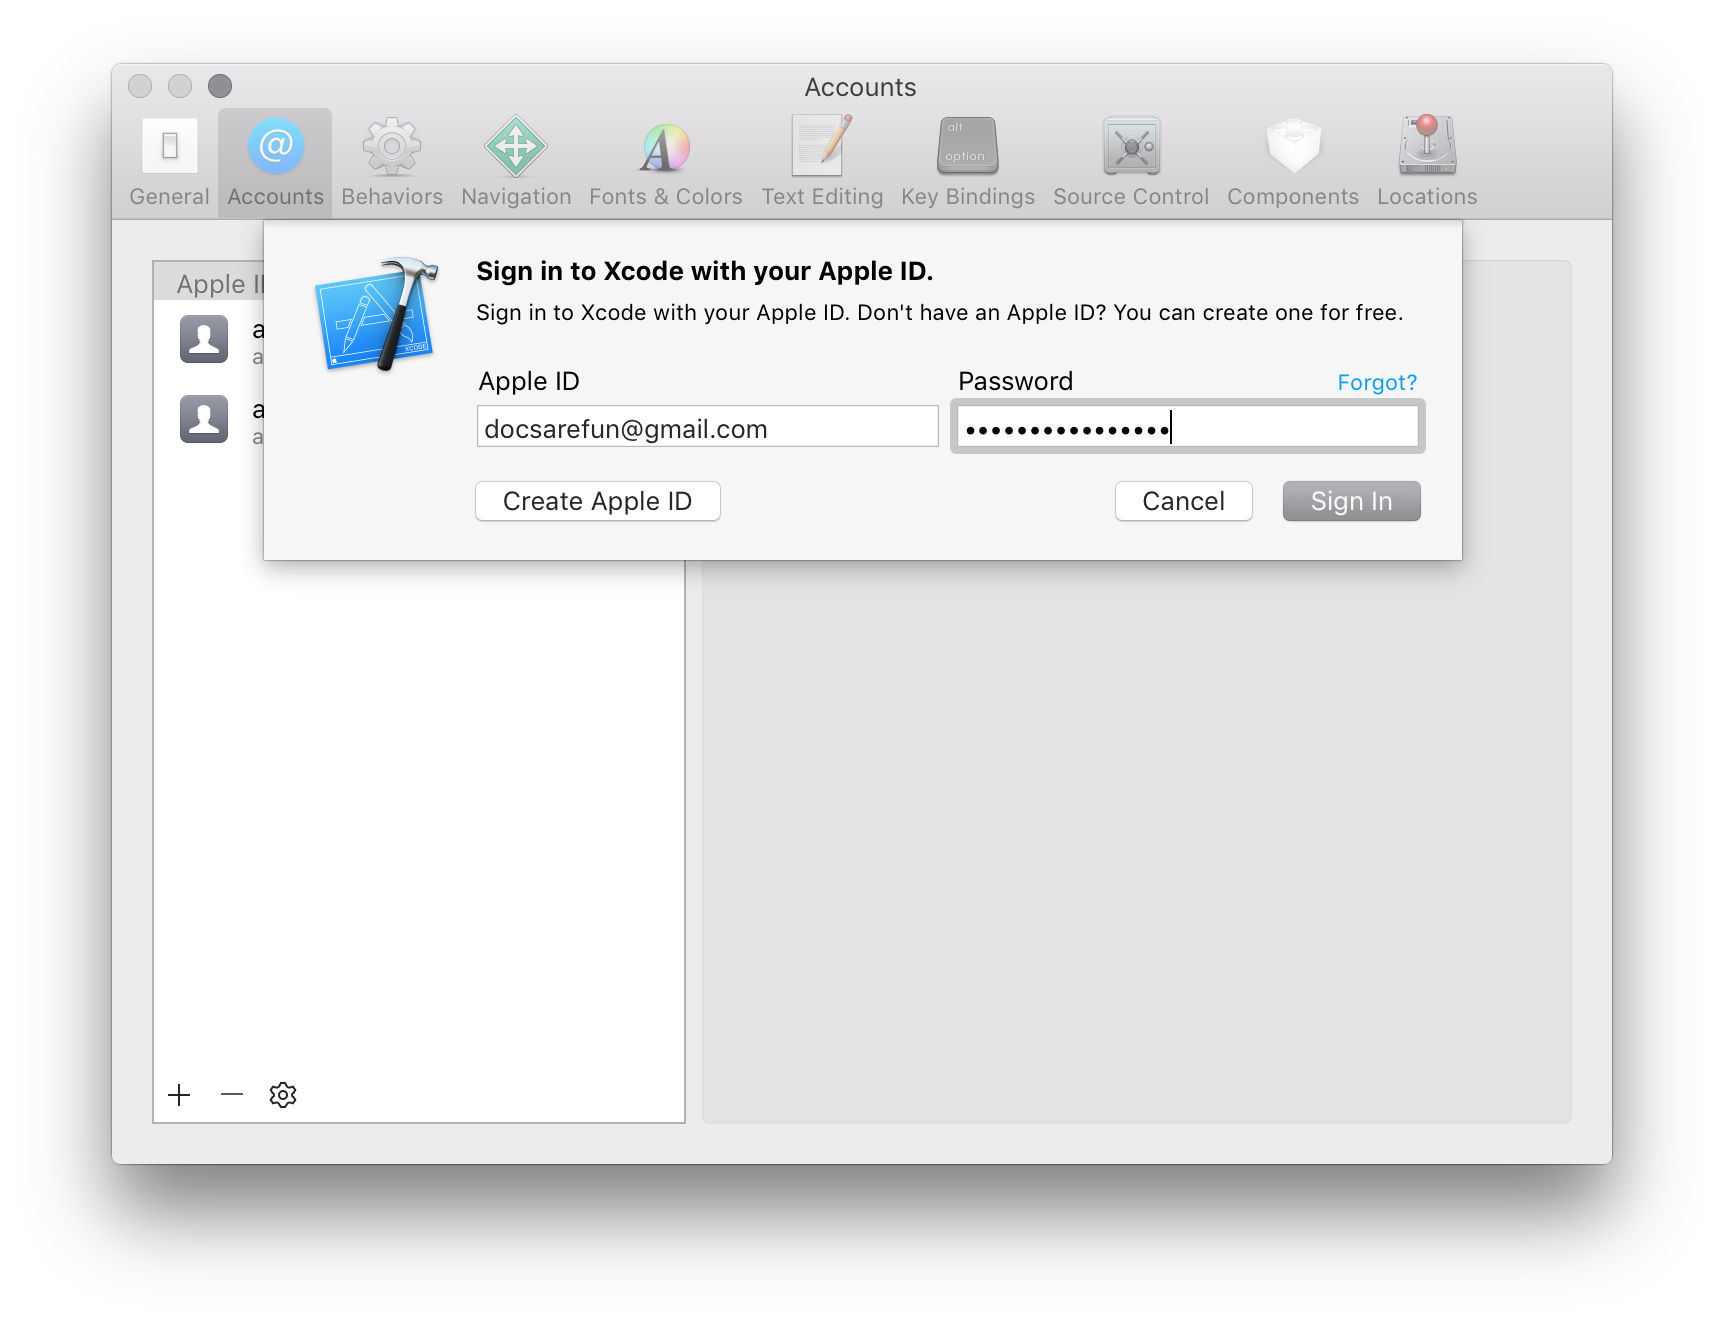 Accounts
General
Accounts
Behaviors
Navigation
Fonts & Colors
Text Editing
alt
option
Key Bindings
Source Control
Components
Locations
Apple I
a
a
a
a
XCODE
Sign in to Xcode with your Apple ID.
Sign in to Xcode with your Apple ID. Don't have an Apple ID? You can create one for free.
Apple ID
Password
Forgot?
docsarefun@gmail.com
••••••••••••••••
Create Apple ID
Cancel
Sign In